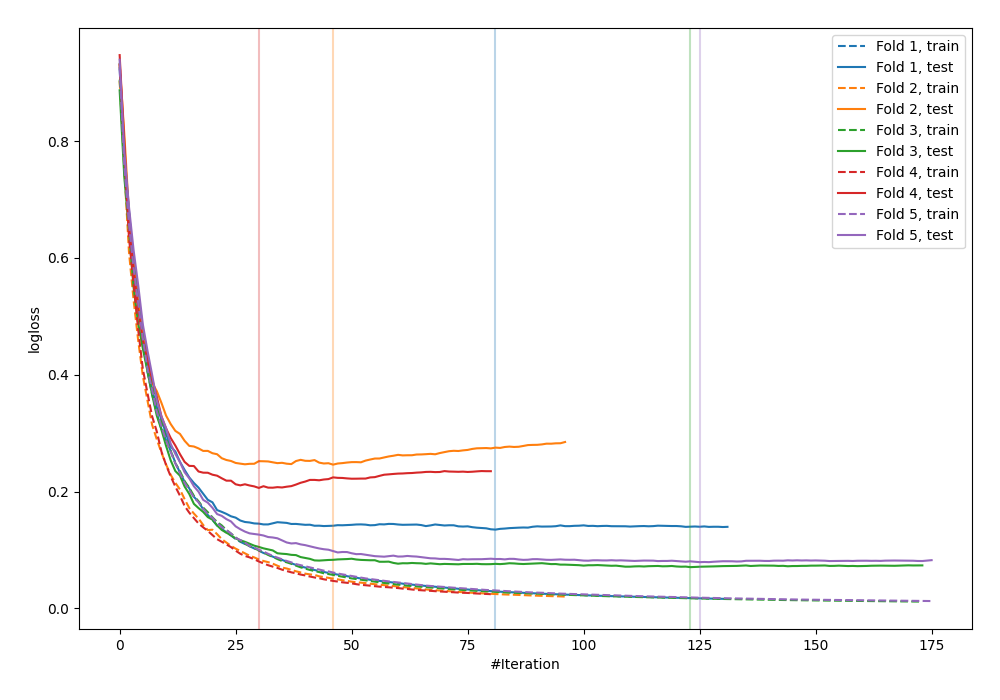 Fold 1, train
Fold 1, test
Fold 2, train
Fold 2, test
Fold 3, train
Fold 3, test
Fold 4, train
Fold 4, test
Fold 5, train
Fold 5, test
0.8
0.6
0.4
0.2
0.0
logloss
0 25 50 75 100 125 150 175
#Iteration